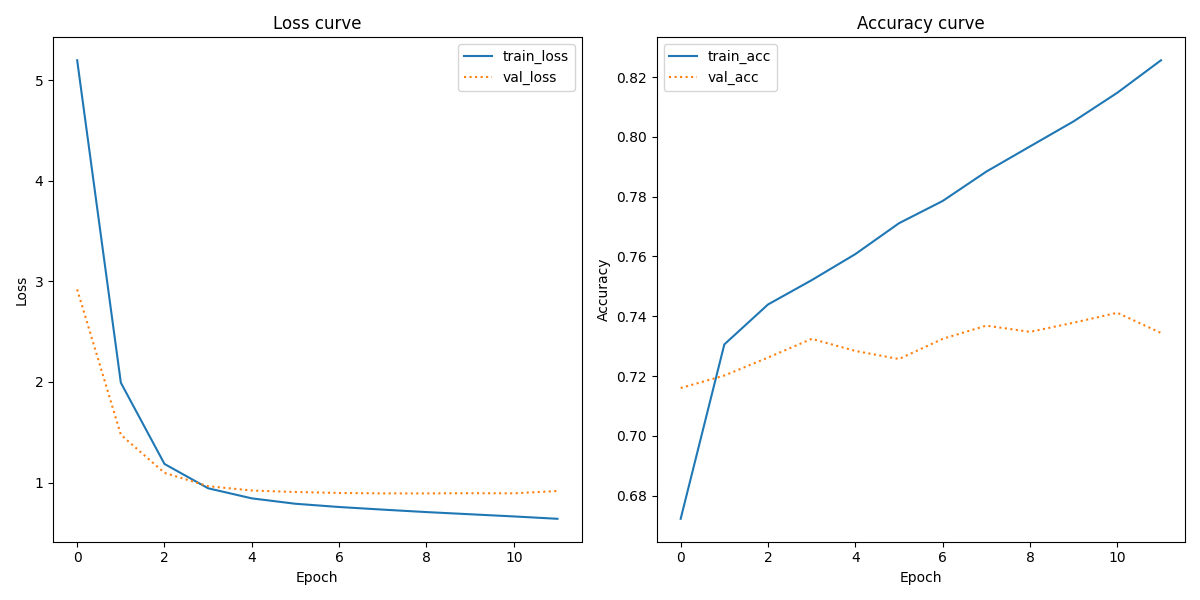 Loss curve
train_loss
val_loss
5
4
3
2
1
Loss
0 2 4 6 8 10
Epoch
Accuracy curve
train_acc
val_acc
0.82
0.80
0.78
0.76
0.74
0.72
0.70
0.68
Accuracy
0 2 4 6 8 10
Epoch